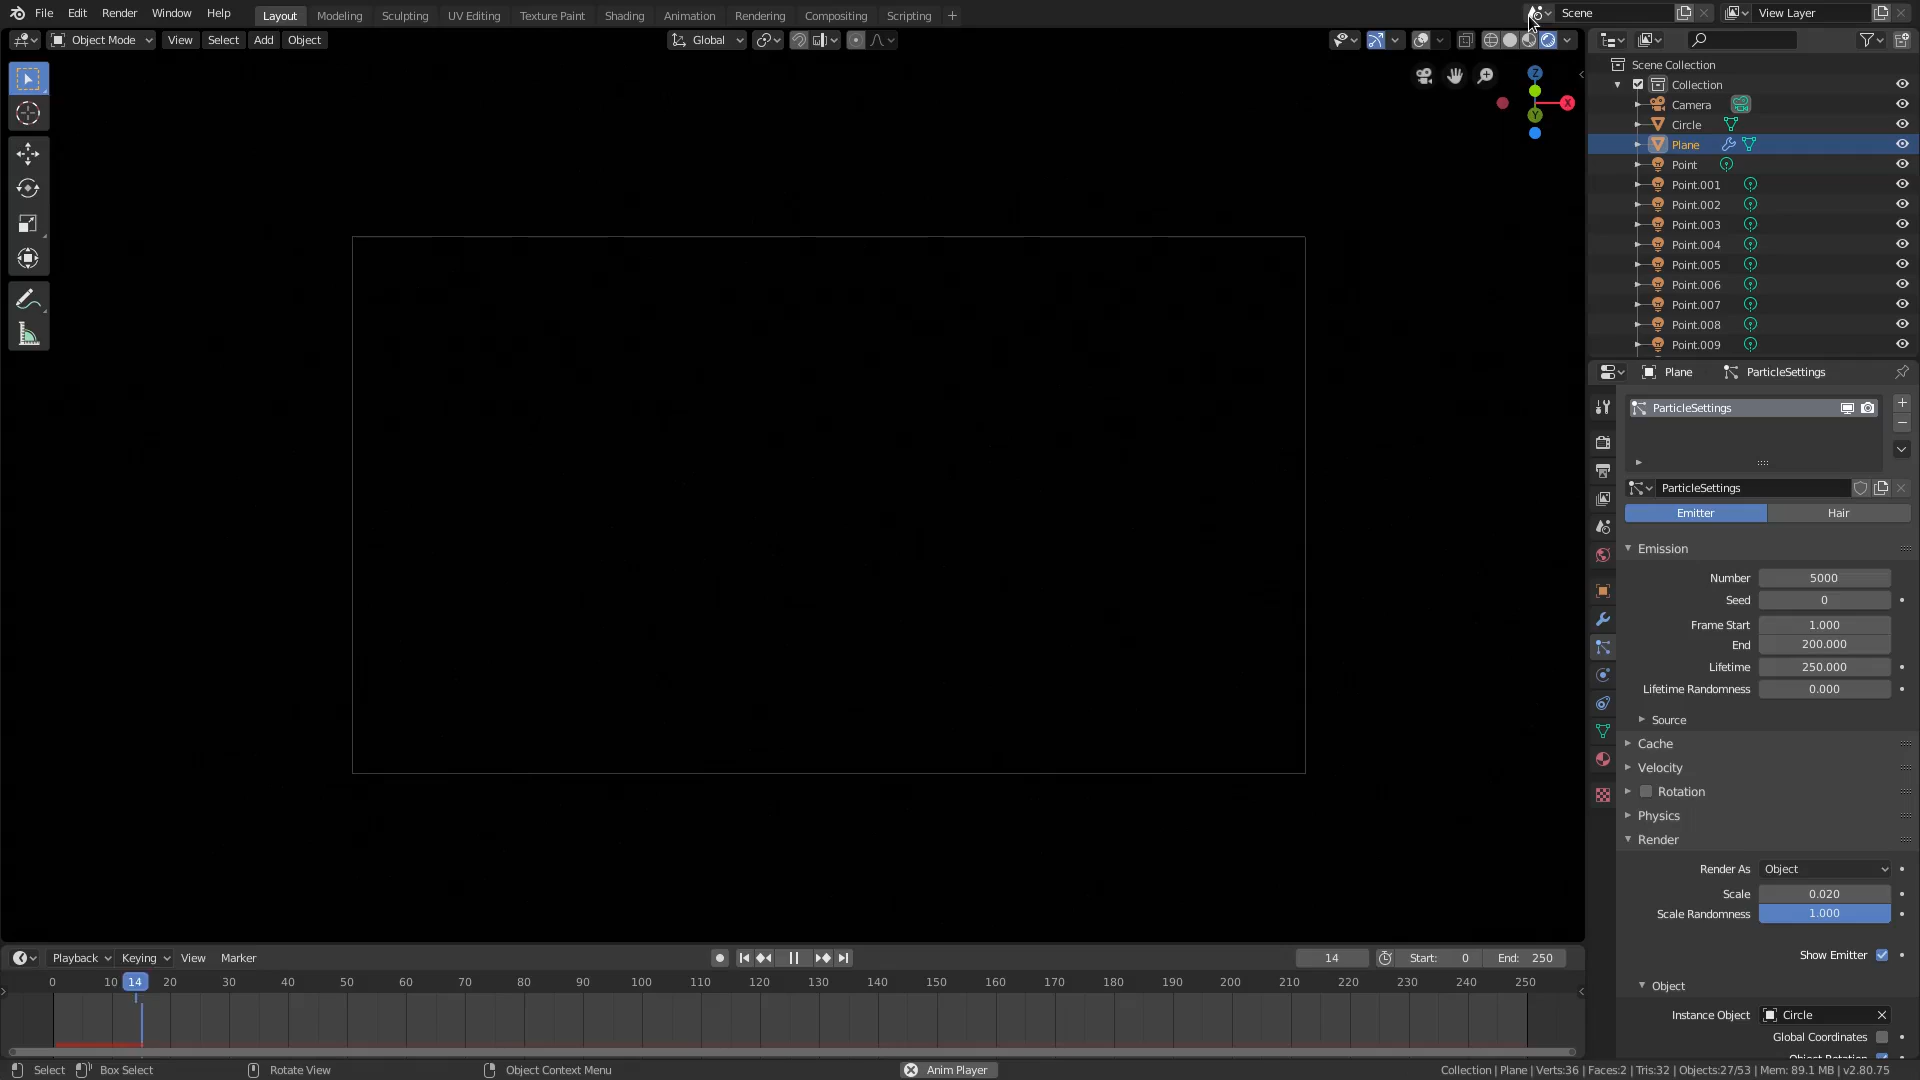 File Edit Render Window Help Layout Modeling Sculpting UV Editing Texture Paint Shading Animation Rendering Compositing Scripting + Scene View Layer
Object Mode View Select Add Object Global
Z
X
Y
Scene Collection
Collection
Camera
Circle
Plane
Point
Point.001
Point.002
Point.003
Point.004
Point.005
Point.006
Point.007
Point.008
Point.009
Plane ParticleSettings
ParticleSettings
ParticleSettings
Emitter Hair
Emission
Number 5000
Seed 0
Frame Start 1.000
End 200.000
Lifetime 250.000
Lifetime Randomness 0.000
Source
Cache
Velocity
Rotation
Physics
Render
Render As Object
Scale 0.020
Scale Randomness 1.000
Show Emitter
Object
Instance Object Circle
Global Coordinates
Object Rotation
Playback Keying View Marker 14 Start: 0 End: 250
0 10 14 20 30 40 50 60 70 80 90 100 110 120 130 140 150 160 170 180 190 200 210 220 230 240 250
Select Box Select Rotate View Object Context Menu Anim Player Collection | Plane | Verts:36 | Faces:2 | Tris:32 | Objects:27/53 | Mem: 89.1 MB | v2.80.75